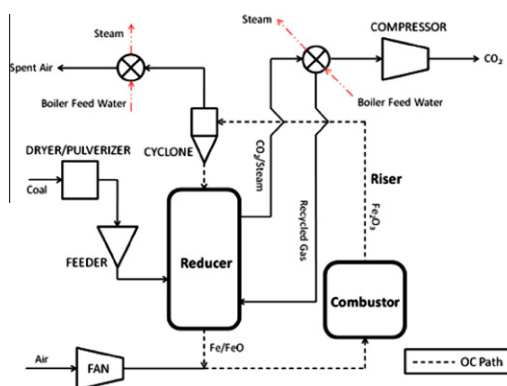 Steam
Spent Air
Boiler Feed Water
Steam
COMPRESSOR
CO₂
Boiler Feed Water
DRYER/PULVERIZER
Coal
CYCLONE
CO₂/Steam
Recycled Gas
Riser
Fe₂O₃
FEEDER
Reducer
Combustor
Fe/FeO
Air
FAN
OC Path